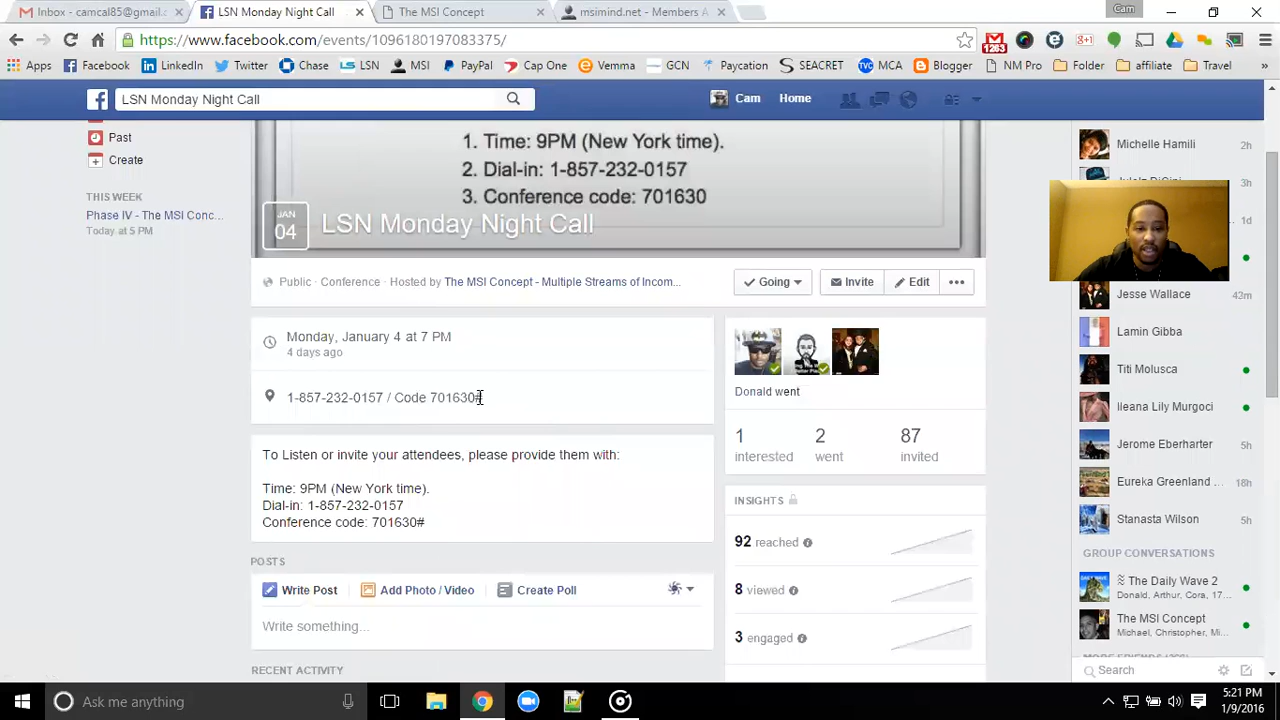 Inbox - camcal85@gmail.c
LSN Monday Night Call
The MSI Concept
msimind.net - Members A
Cam
https://www.facebook.com/events/1096180197083375/
1263
Apps
Facebook
LinkedIn
Twitter
Chase
LSN
MSI
PayPal
Cap One
Vemma
GCN
Paycation
SEACRET
TVC MCA
Blogger
NM Pro
Folder
affiliate
Travel
LSN Monday Night Call
Cam
Home
Past
Create
THIS WEEK
Phase IV - The MSI Conc...
Today at 5 PM
1. Time: 9PM (New York time).
2. Dial-in: 1-857-232-0157
3. Conference code: 701630
JAN
04
LSN Monday Night Call
Public · Conference · Hosted by The MSI Concept - Multiple Streams of Incom...
Going
Invite
Edit
Monday, January 4 at 7 PM
4 days ago
1-857-232-0157 / Code 701630#
To Listen or invite your attendees, please provide them with:
Time: 9PM (New York time).
Dial-in: 1-857-232-0157
Conference code: 701630#
POSTS
Write Post
Add Photo / Video
Create Poll
Write something...
RECENT ACTIVITY
Donald went
1
interested
2
went
87
invited
INSIGHTS
92 reached
8 viewed
3 engaged
Michelle Hamili
2h
3h
1d
Jesse Wallace
43m
Lamin Gibba
Titi Molusca
Ileana Lily Murgoci
Jerome Eberharter
5h
Eureka Greenland ...
18h
Stanasta Wilson
5h
GROUP CONVERSATIONS
The Daily Wave 2
Donald, Arthur, Cora, 17...
The MSI Concept
Michael, Christopher, Mi...
Search
Ask me anything
5:21 PM
1/9/2016